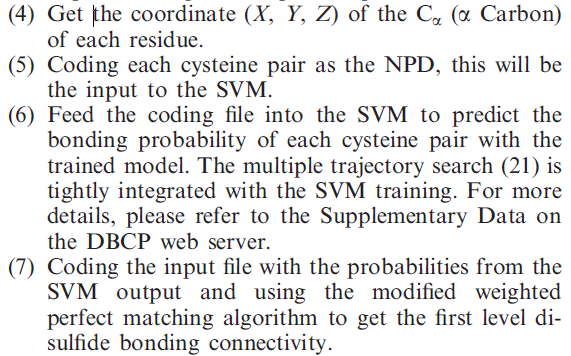 (4) Get the coordinate (X, Y, Z) of the Cα (α Carbon)
of each residue.
(5) Coding each cysteine pair as the NPD, this will be
the input to the SVM.
(6) Feed the coding file into the SVM to predict the
bonding probability of each cysteine pair with the
trained model. The multiple trajectory search (21) is
tightly integrated with the SVM training. For more
details, please refer to the Supplementary Data on
the DBCP web server.
(7) Coding the input file with the probabilities from the
SVM output and using the modified weighted
perfect matching algorithm to get the first level di-
sulfide bonding connectivity.